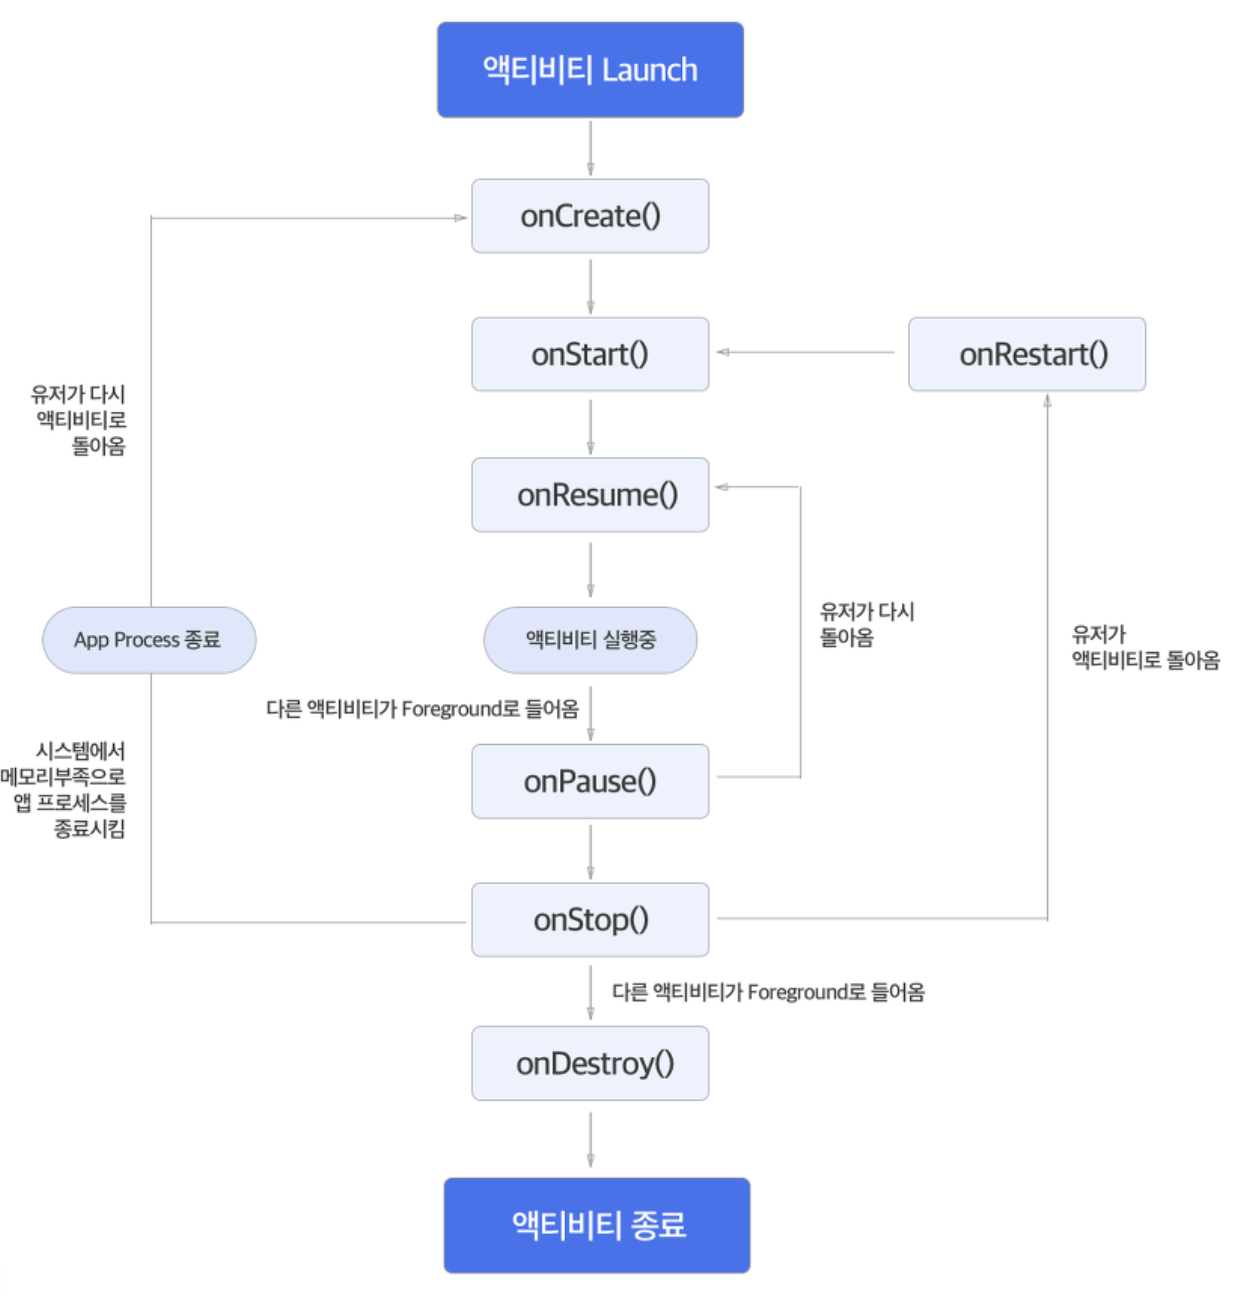 액티비티 Launch
onCreate()
onStart()
onRestart()
유저가 다시
액티비티로
돌아옴
onResume()
유저가 다시
돌아옴
유저가
액티비티로 돌아옴
App Process 종료
액티비티 실행중
다른 액티비티가 Foreground로 들어옴
시스템에서
메모리부족으로
앱 프로세스를
종료시킴
onPause()
onStop()
다른 액티비티가 Foreground로 들어옴
onDestroy()
액티비티 종료